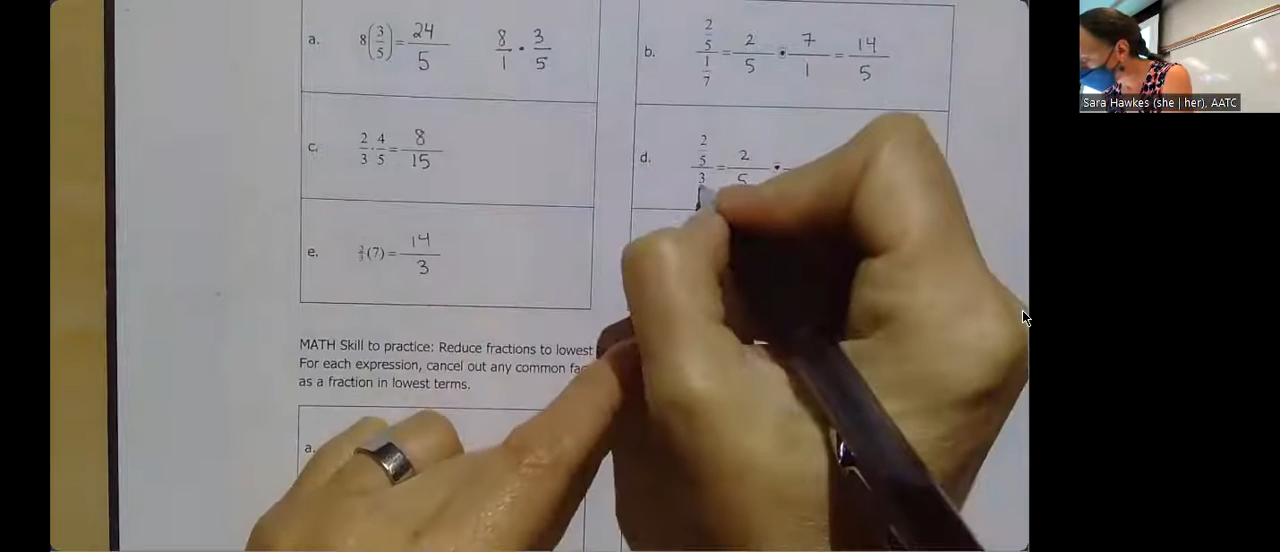 a. 8(3/5) = 24/5   8/1 · 3/5
b. 2/5 / 1/7 = 2/5 · 7/1 = 14/5
c. 2/3 · 4/5 = 8/15
d. 2/5 / 3 = 2/5 ·
e. (7) = 14/3
MATH Skill to practice: Reduce fractions to lowest
For each expression, cancel out any common
as a fraction in lowest terms.
a.
Sara Hawkes (she | her), AATC